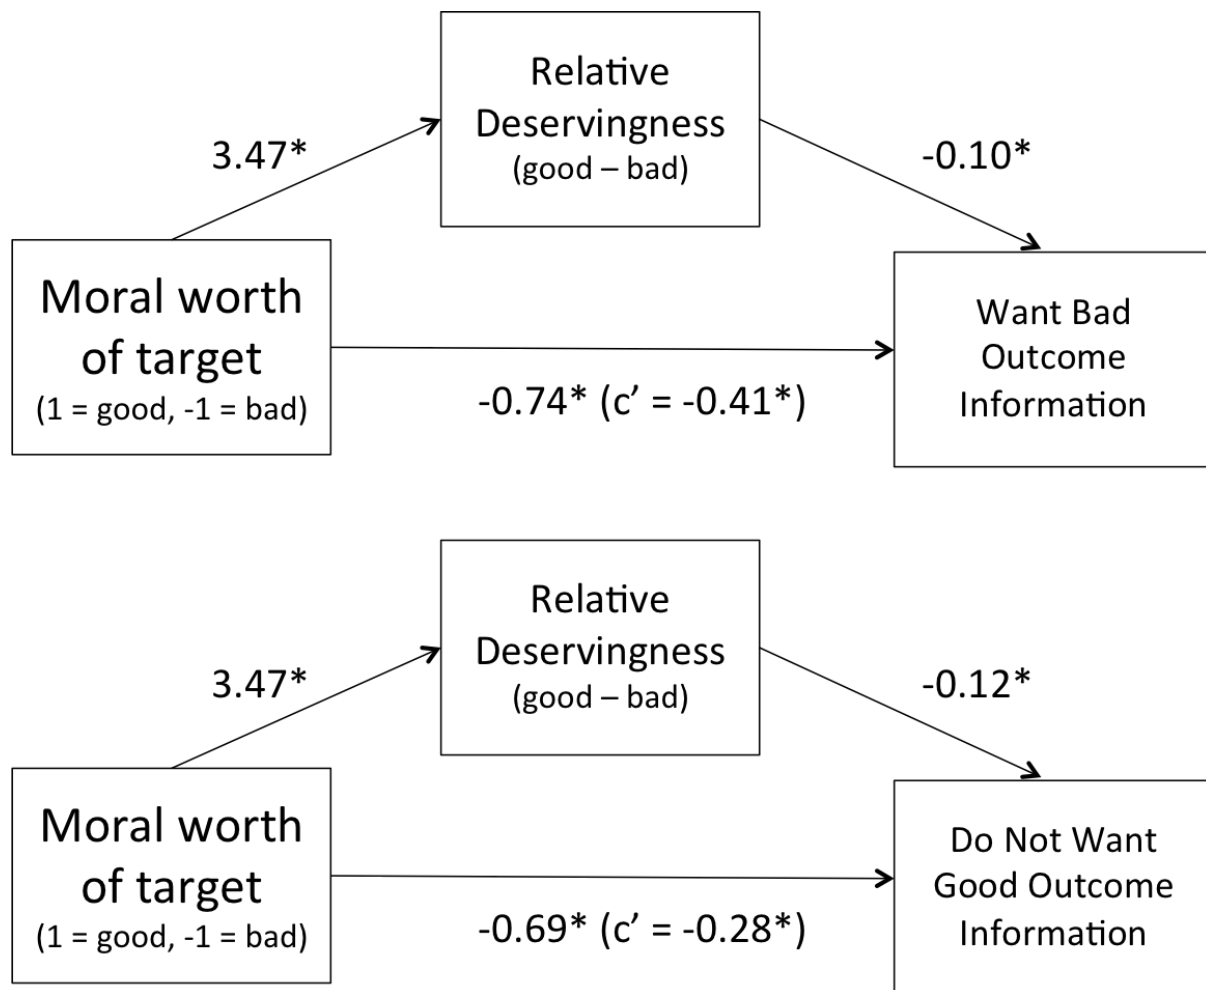 Relative
Deservingness
(good – bad)
3.47*
-0.10*
Moral worth
of target
(1 = good, -1 = bad)
Want Bad
Outcome
Information
-0.74* (c’ = -0.41*)
Relative
Deservingness
(good – bad)
3.47*
-0.12*
Moral worth
of target
(1 = good, -1 = bad)
Do Not Want
Good Outcome
Information
-0.69* (c’ = -0.28*)